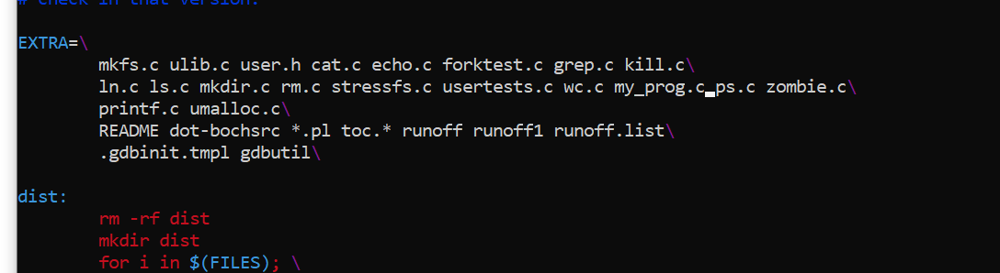 # check in that version.
EXTRA=\
mkfs.c ulib.c user.h cat.c echo.c forktest.c grep.c kill.c\
ln.c ls.c mkdir.c rm.c stressfs.c usertests.c wc.c my_prog.c ps.c zombie.c\
printf.c umalloc.c\
README dot-bochsrc *.pl toc.* runoff runoff1 runoff.list\
.gdbinit.tmpl gdbutil\
dist:
rm -rf dist
mkdir dist
for i in $(FILES); \